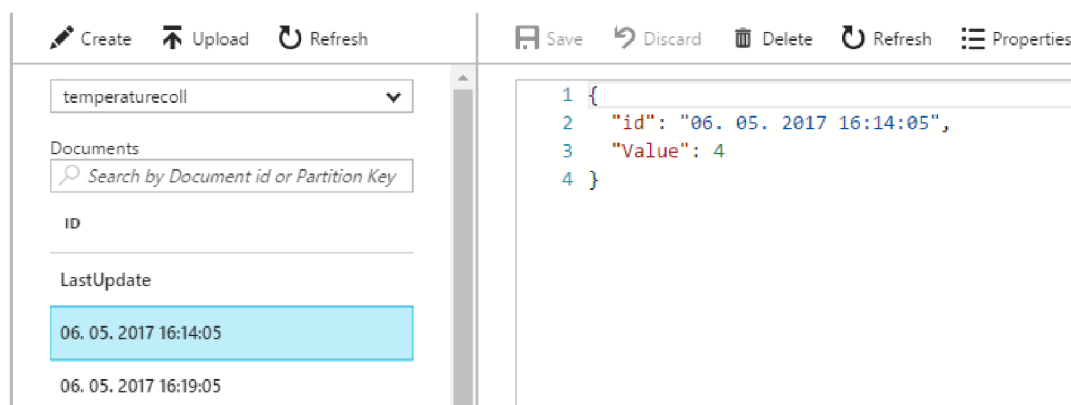 Create Upload Refresh
temperaturecoll
Documents
Search by Document id or Partition Key
ID
LastUpdate
06. 05. 2017 16:14:05
06. 05. 2017 16:19:05
Save Discard Delete Refresh Properties
1 {
2 "id": "06. 05. 2017 16:14:05",
3 "Value": 4
4 }